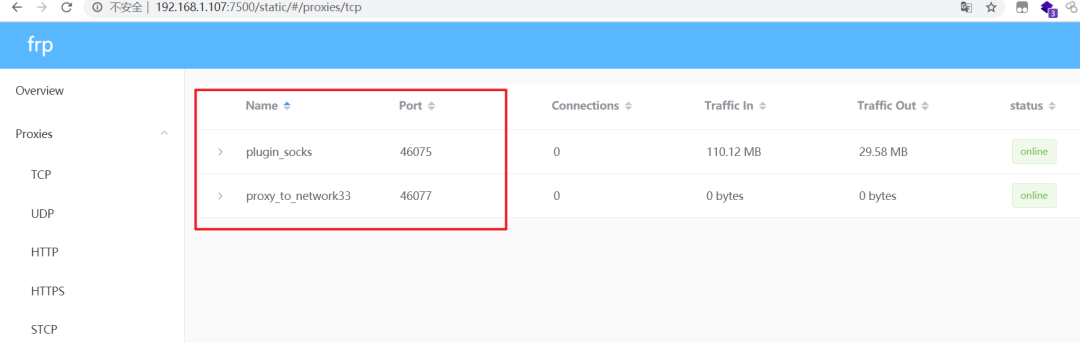 不安全 | 192.168.1.107:7500/static/#/proxies/tcp
3
frp
Overview
Proxies
TCP
UDP
HTTP
HTTPS
STCP
Name Port Connections Traffic In Traffic Out status
plugin_socks 46075 0 110.12 MB 29.58 MB online
proxy_to_network33 46077 0 0 bytes 0 bytes online